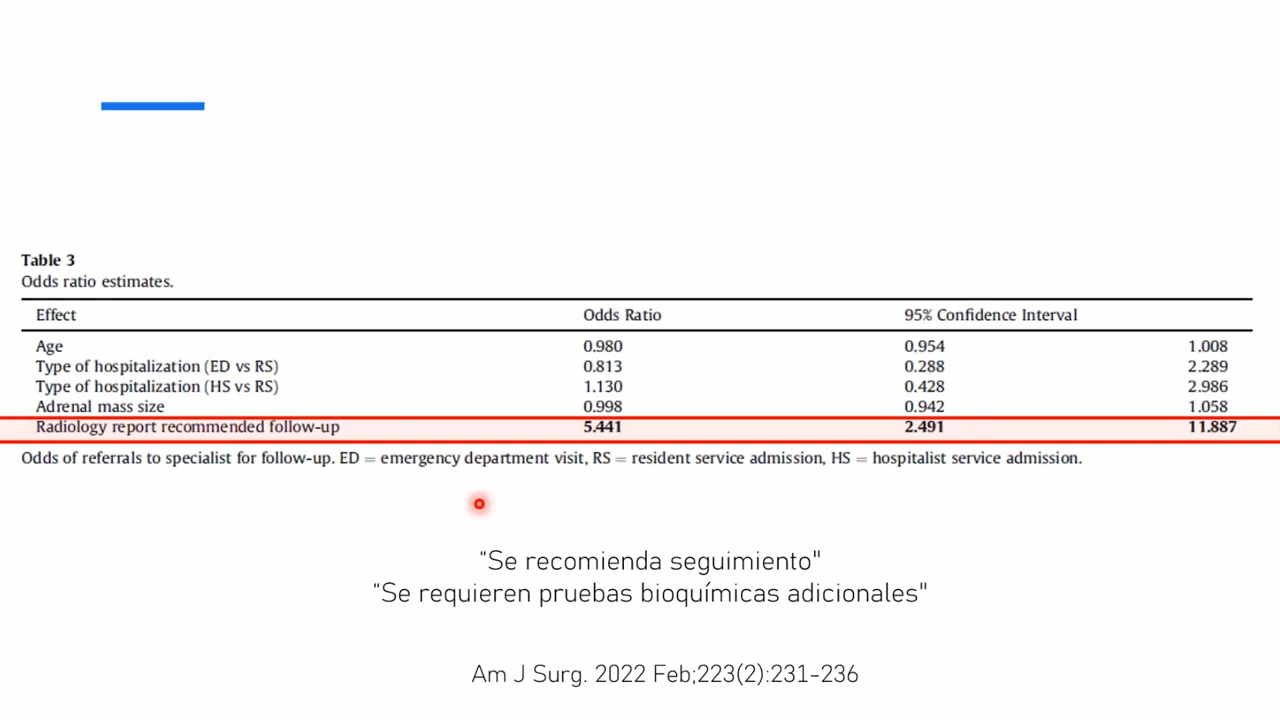 Table 3
Odds ratio estimates.
Effect Odds Ratio 95% Confidence Interval
Age 0.980 0.954 1.008
Type of hospitalization (ED vs RS) 0.813 0.288 2.289
Type of hospitalization (HS vs RS) 1.130 0.428 2.986
Adrenal mass size 0.998 0.942 1.058
Radiology report recommended follow-up 5.441 2.491 11.887
Odds of referrals to specialist for follow-up. ED = emergency department visit, RS = resident service admission, HS = hospitalist service admission.
“Se recomienda seguimiento"
“Se requieren pruebas bioquímicas adicionales"
Am J Surg. 2022 Feb;223(2):231-236